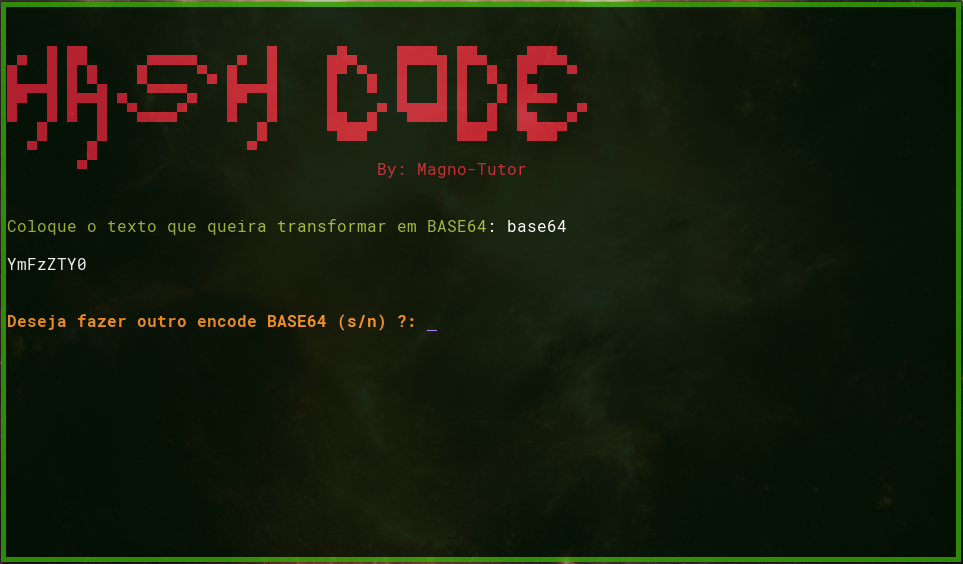 HASH CODE
By: Magno-Tutor
Coloque o texto que queira transformar em BASE64: base64
YmFzZTY0
Deseja fazer outro encode BASE64 (s/n) ?: _